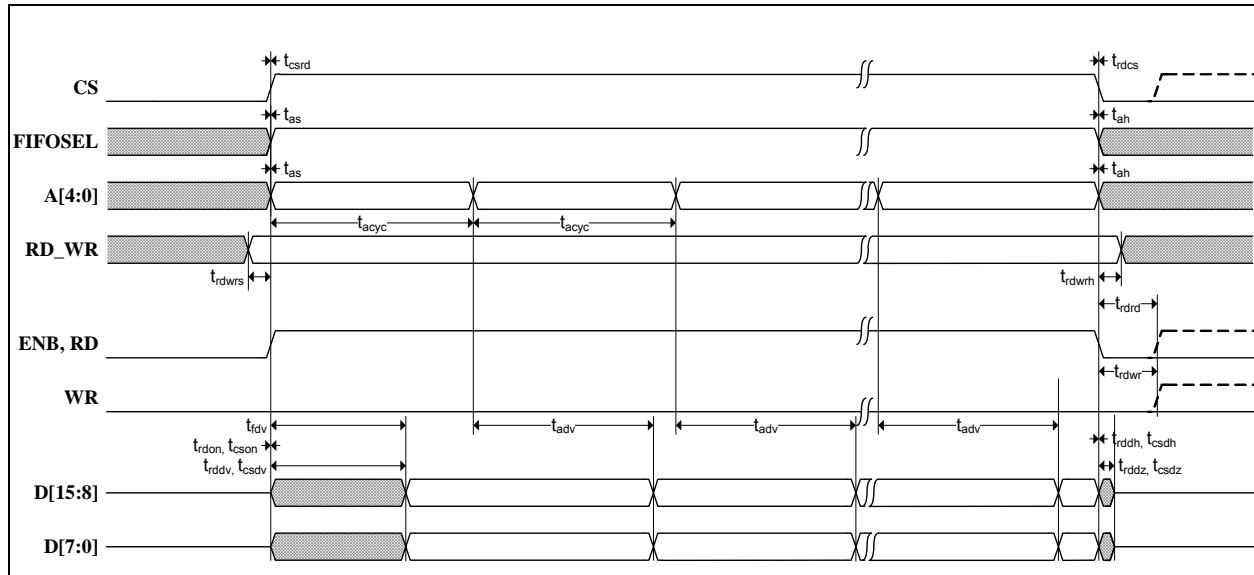 t_csrd t_rdcs
CS
t_as t_ah
FIFOSEL
t_as t_ah
A[4:0]
t_acyc t_acyc
RD_WR
t_rdwrs t_rdwrh
t_rdrd
ENB, RD
t_rdwr
WR
t_fdv t_adv t_adv t_adv
t_rdon, t_cson t_rddh, t_csdh
t_rddv, t_csdv t_rddz, t_csdz
D[15:8]
D[7:0]